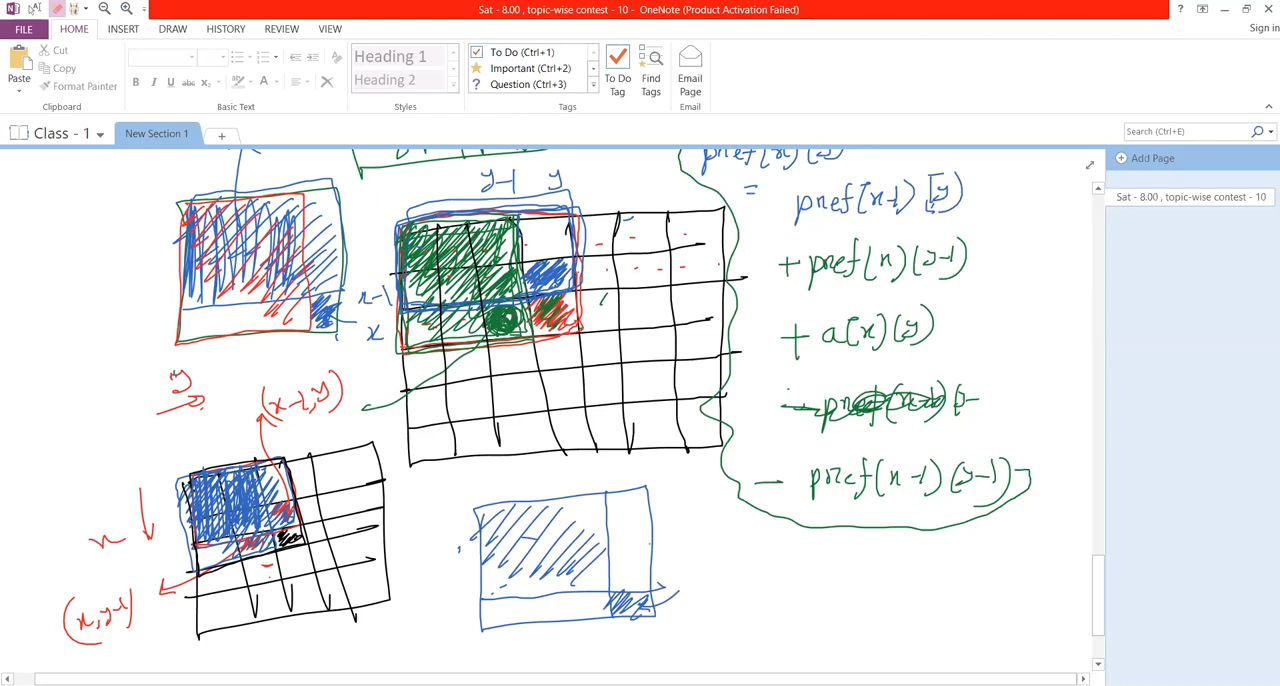 Sat - 8.00 , topic-wise contest - 10 - OneNote (Product Activation Failed)
FILE HOME INSERT DRAW HISTORY REVIEW VIEW
Sign in
Paste
Cut
Copy
Format Painter
Clipboard
B I U abc X₂ A
Basic Text
Heading 1
Heading 2
Styles
To Do (Ctrl+1)
Important (Ctrl+2)
Question (Ctrl+3)
Tags
To Do Tag
Find Tags
Email Page
Email
Class - 1
New Section 1
Search (Ctrl+E)
Add Page
Sat - 8.00 , topic-wise contest - 10
pref(x)(y)
= pref(x-1)(y)
+ pref(x)(y-1)
+ a(x)(y)
- pref(x-1)(y-1)
y-1 y
x-1
x
y
(x-1,y)
x
(x,y-1)